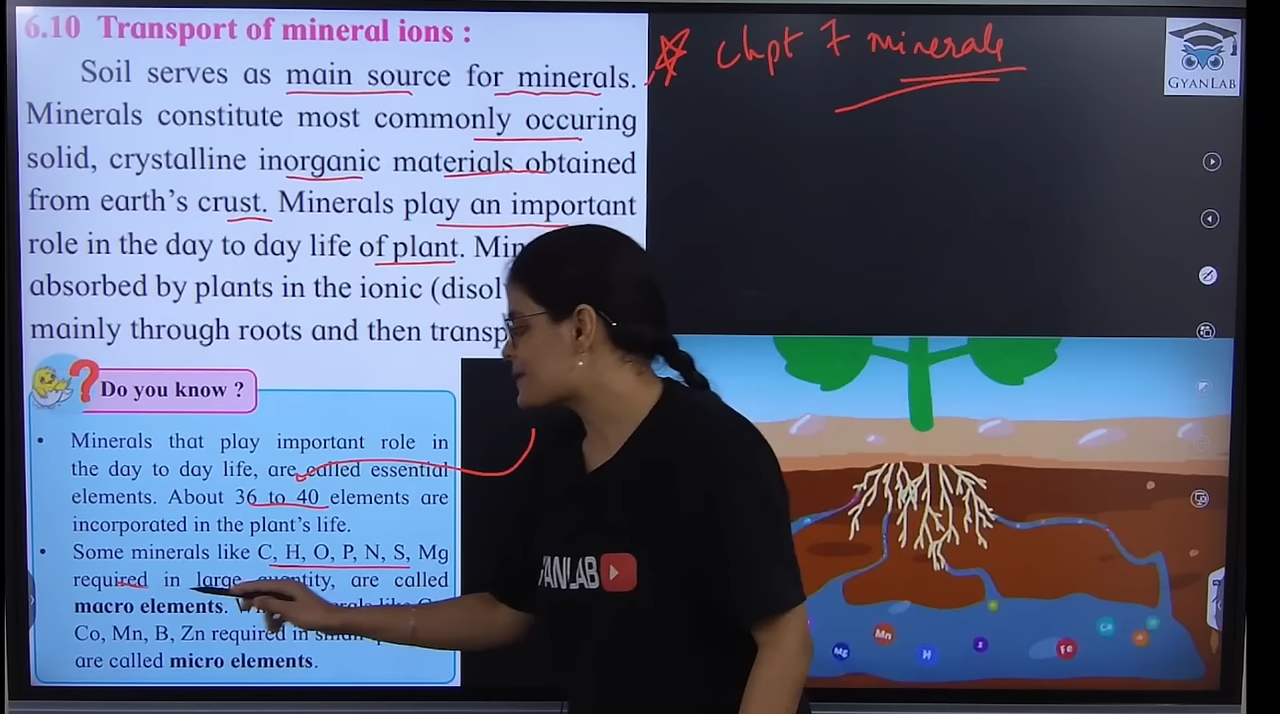 6.10 Transport of mineral ions :
Soil serves as main source for minerals.
Minerals constitute most commonly occuring
solid, crystalline inorganic materials obtained
from earth's crust. Minerals play an important
role in the day to day life of plant.
absorbed by plants in the ionic
mainly through roots and then
Do you know ?
• Minerals that play important role in
the day to day life, are called essential
elements. About 36 to 40 elements are
incorporated in the plant's life.
• Some minerals like C, H, O, P, N, S, Mg
required in large quantity, are called
macro elements.
Co, Mn, B, Zn required in small
are called micro elements.
chpt 7 minerals
GYANLAB
Mg
Mn
H
S
Fe
Ca